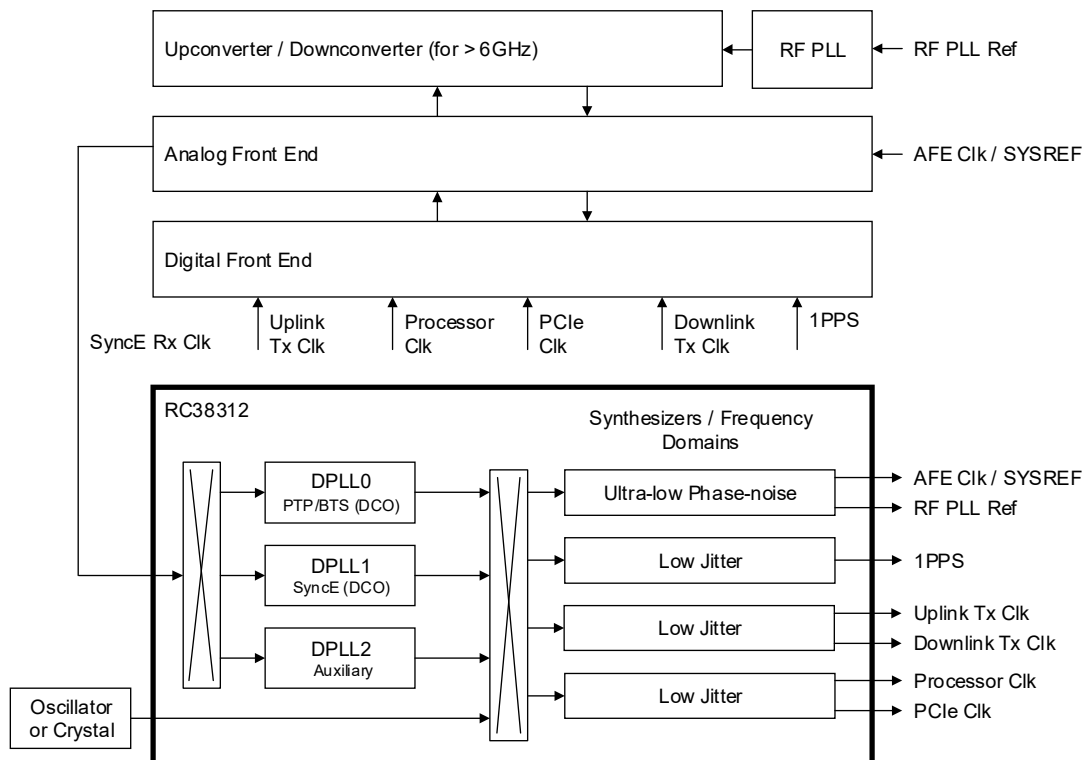 Upconverter / Downconverter (for > 6GHz)
RF PLL
RF PLL Ref
Analog Front End
AFE Clk / SYSREF
Digital Front End
SyncE Rx Clk
Uplink
Tx Clk
Processor
Clk
PCIe
Clk
Downlink
Tx Clk
1PPS
RC38312
Synthesizers / Frequency
Domains
DPLL0
PTP/BTS (DCO)
Ultra-low Phase-noise
AFE Clk / SYSREF
RF PLL Ref
DPLL1
SyncE (DCO)
Low Jitter
1PPS
DPLL2
Auxiliary
Low Jitter
Uplink Tx Clk
Downlink Tx Clk
Oscillator
or Crystal
Low Jitter
Processor Clk
PCIe Clk